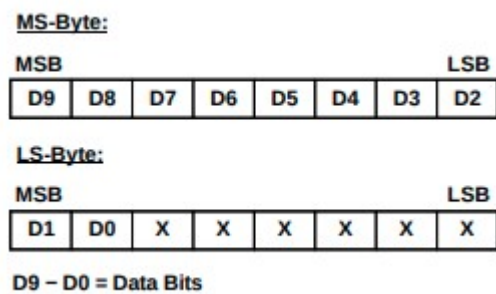 MS-Byte:
MSB LSB
D9 D8 D7 D6 D5 D4 D3 D2
LS-Byte:
MSB LSB
D1 D0 X X X X X X
D9 – D0 = Data Bits